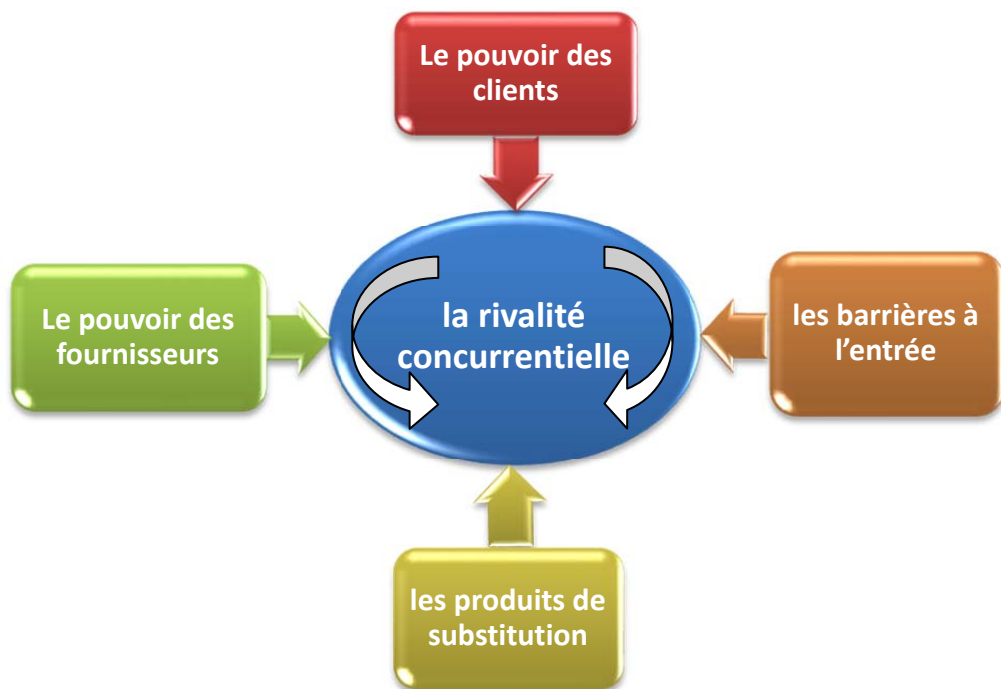 Le pouvoir des
clients
Le pouvoir des
fournisseurs
la rivalité
concurrentielle
les barrières à
l’entrée
les produits de
substitution